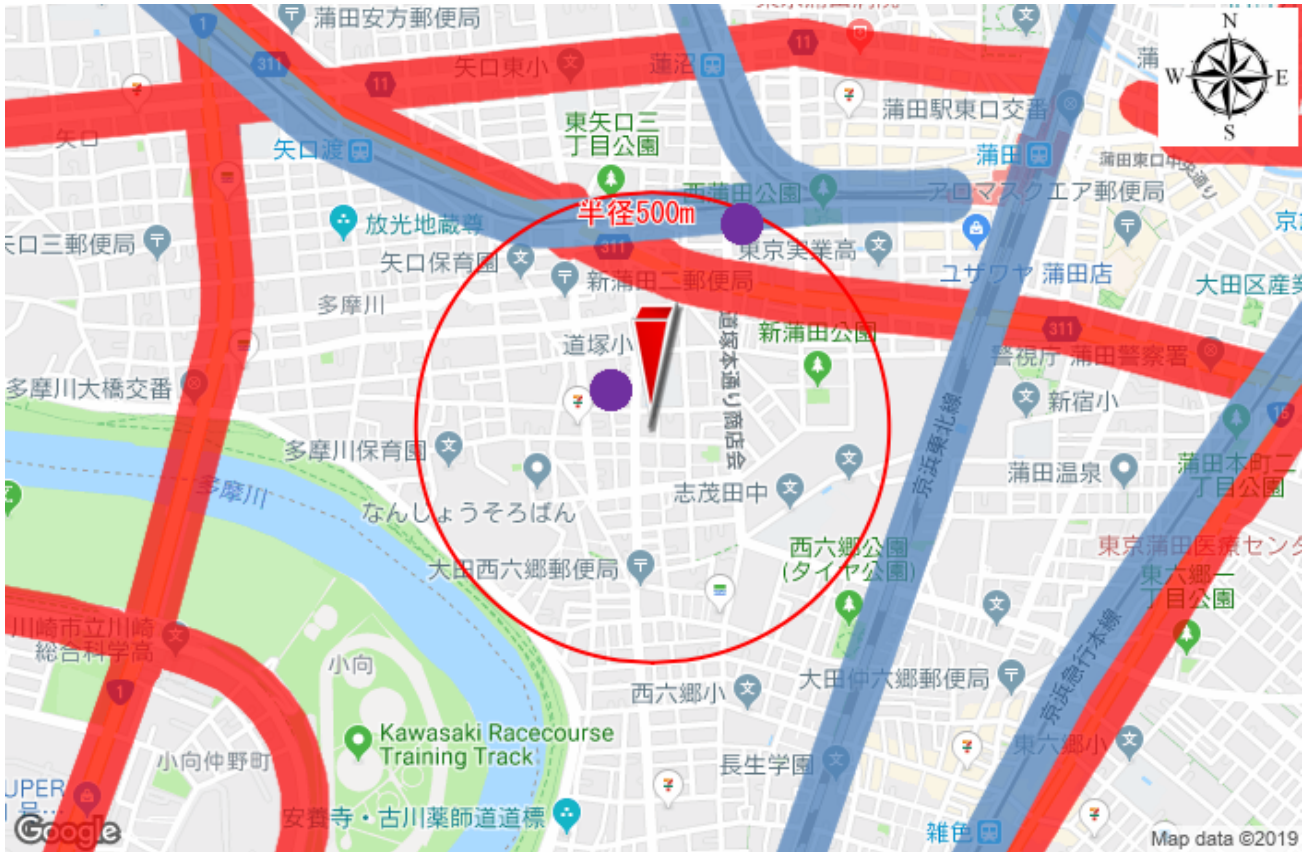 蒲田安方郵便局
1
311
11
矢口東小
蓮沼
11
蒲田駅東口交番
N
W
E
S
矢口
矢口渡
東矢口三
丁目公園
西蒲田公園
蒲田
蒲田東口中央通り
アロマスクエア郵便局
半径500m
放光地蔵尊
矢口三郵便局
矢口保育園
311
東京実業高
ユザワヤ 蒲田店
新蒲田二郵便局
多摩川
大田区産業
道塚小
道塚本通り商店会
新蒲田公園
311
警視庁 蒲田警察署
多摩川大橋交番
新宿小
15
多摩川保育園
京浜東北線
多摩川
志茂田中
蒲田温泉
蒲田本町二
丁目公園
なんしょうそろばん
大田西六郷郵便局
西六郷公園
(タイヤ公園)
東京蒲田医療センタ
東六郷一
丁目公園
川崎市立川崎
総合科学高
小向
1
西六郷小
大田仲六郷郵便局
京浜急行本線
Kawasaki Racecourse
Training Track
小向仲野町
長生学園
東六郷小
SUPER
安養寺・古川薬師道道標
雑色
Google
Map data ©2019